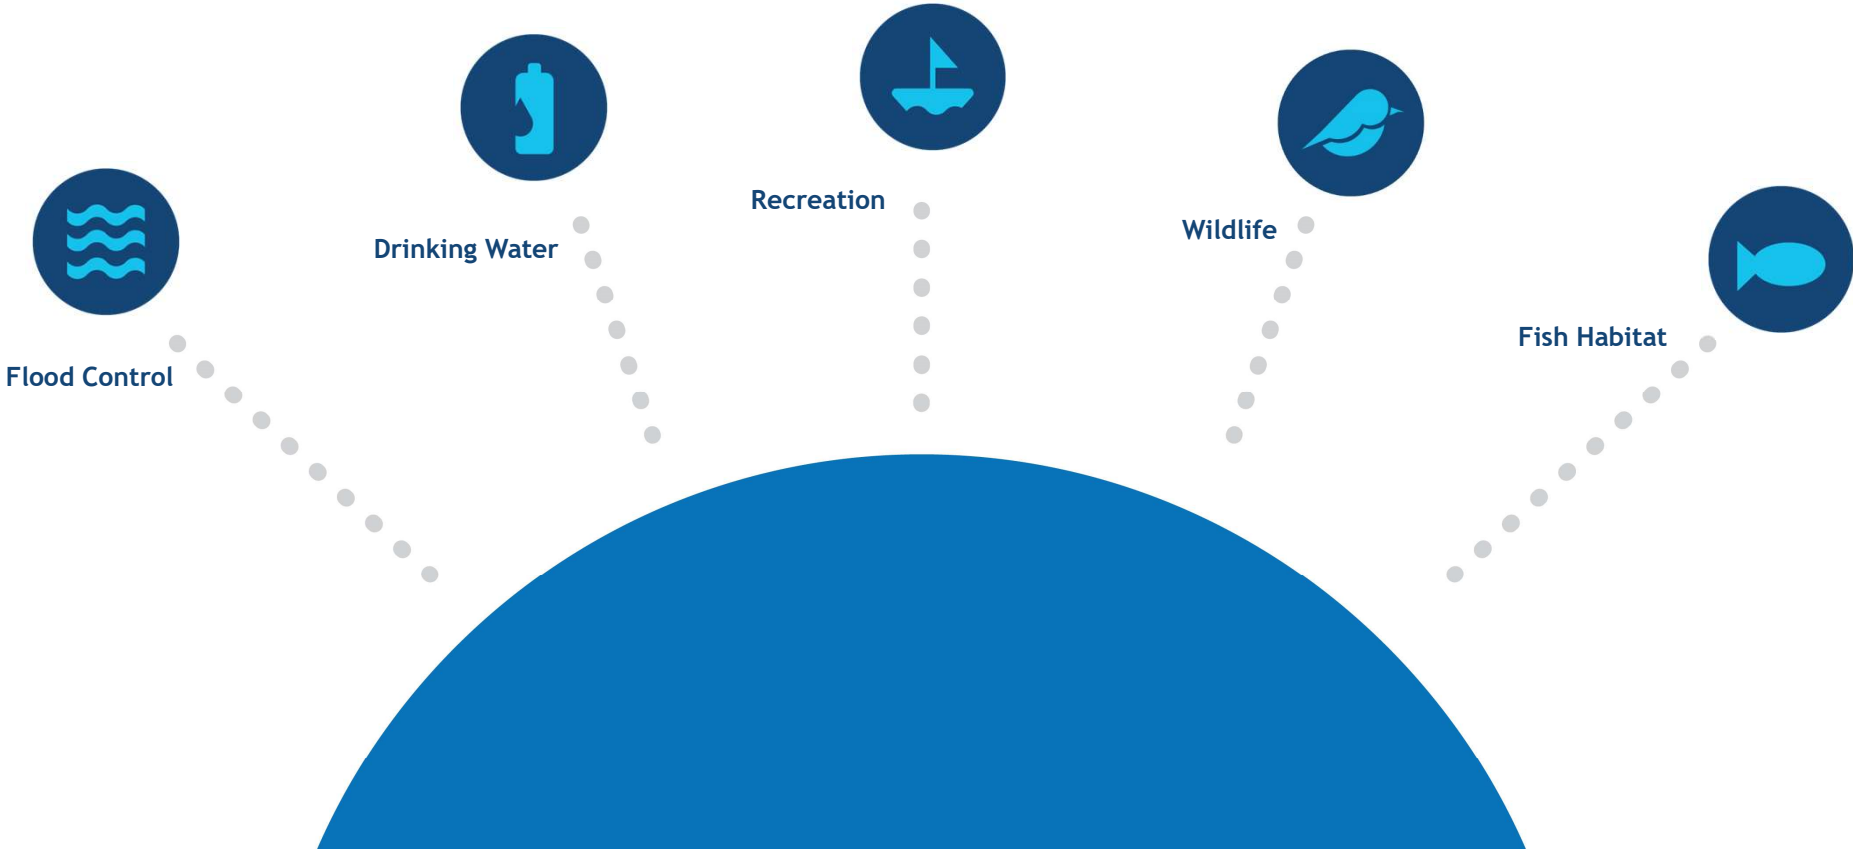 Flood Control
Drinking Water
Recreation
Wildlife
Fish Habitat